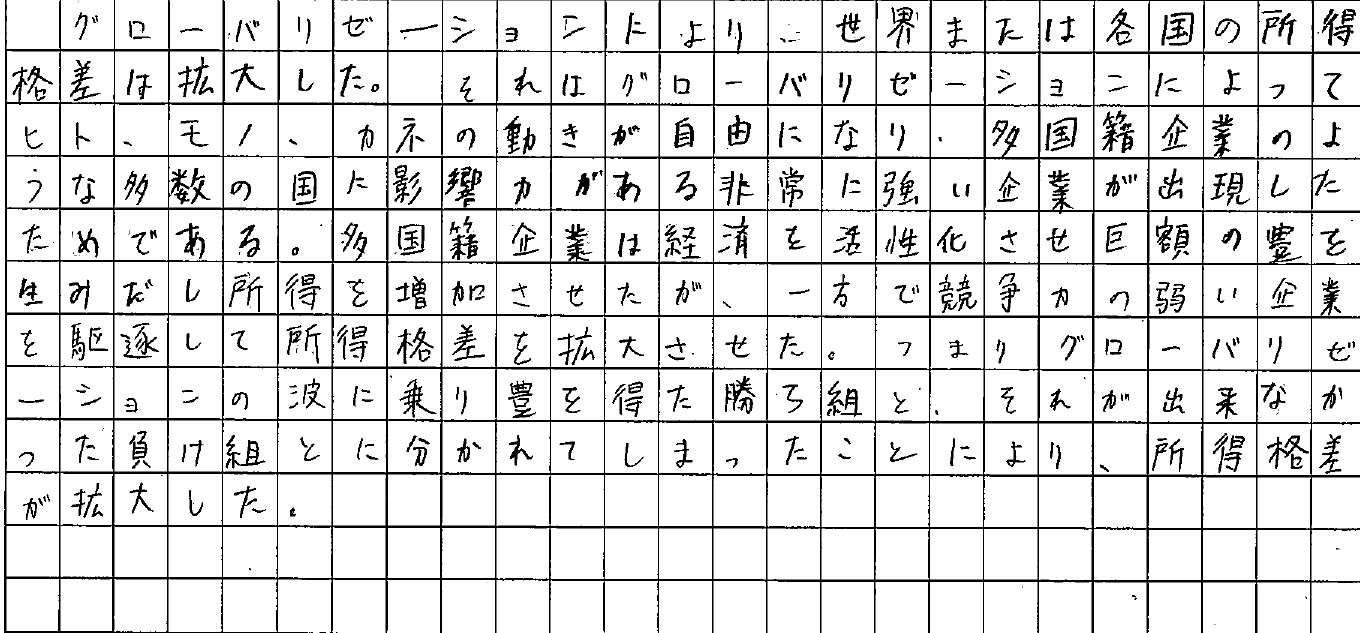 グローバリゼーションにより、世界または各国の所得
格差は拡大した。　それはグローバリゼーションによって
ヒト、モノ、カネの動きが自由になり、多国籍企業のよ
うな多数の国に影響力がある非常に強い企業が出現した
ためである。多国籍企業は経済を活性化させ巨額の豊を
生みだし所得を増加させたが、一方で競争力の弱い企業
を駆逐して所得格差を拡大させた。つまりグローバリゼ
ーションの波に乗り豊を得た勝ち組と、それが出来なか
った負け組とに分かれてしまったことにより、所得格差
が拡大した。